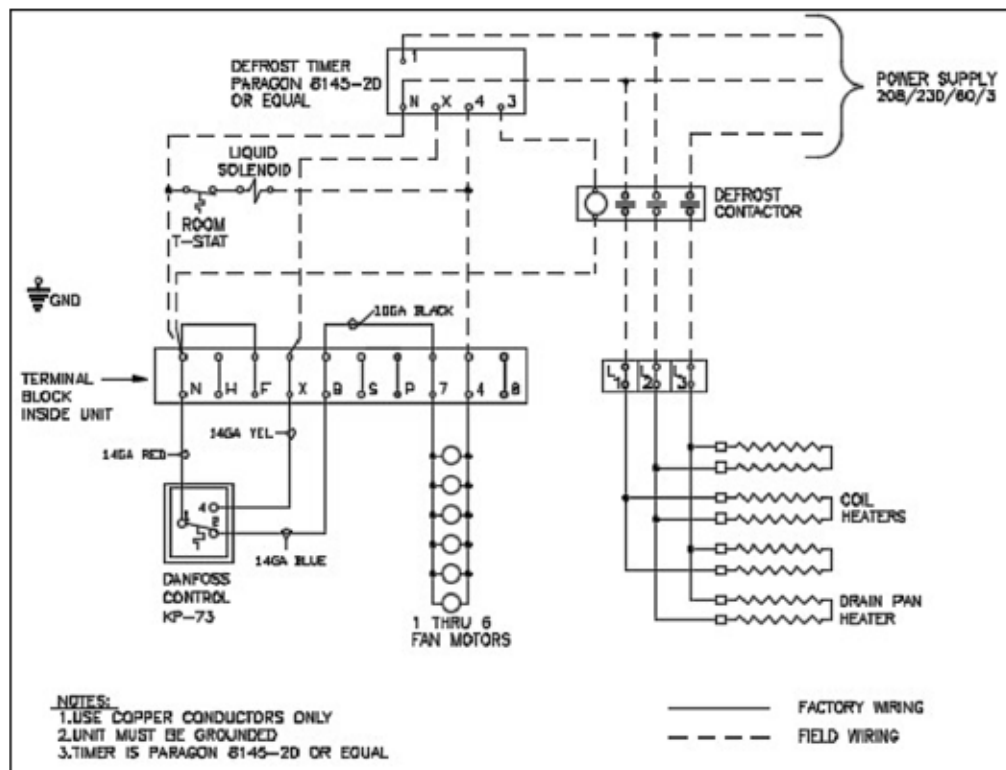 DEFROST TIMER
PARAGON 8145-2D
OR EQUAL
1
N X 4 3
POWER SUPPLY
208/230/60/3
LIQUID
SOLENOID
ROOM
T-STAT
DEFROST
CONTACTOR
GND
10GA BLACK
TERMINAL
BLOCK
INSIDE UNIT
N H F X B S P 7 4 8
L1 L2 L3
14GA YEL
14GA RED
4
1 2
14GA BLUE
DANFOSS
CONTROL
KP-73
1 THRU 6
FAN MOTORS
COIL
HEATERS
DRAIN PAN
HEATER
NOTES:
1.USE COPPER CONDUCTORS ONLY
2.UNIT MUST BE GROUNDED
3.TIMER IS PARAGON 8145-2D OR EQUAL
FACTORY WIRING
FIELD WIRING